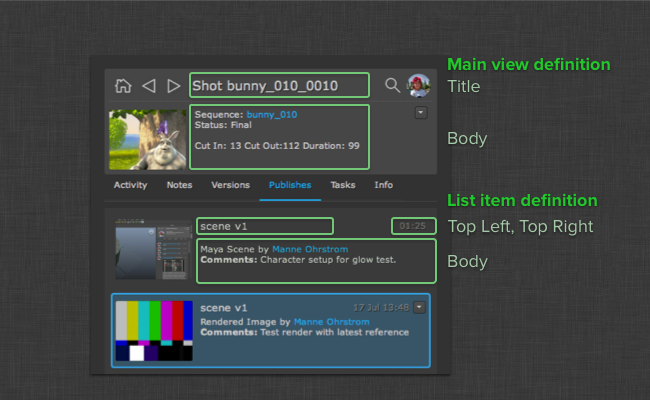 Main view definition
Shot bunny_010_0010
Title
Sequence: bunny_010
Status: Final
Cut In: 13 Cut Out:112 Duration: 99
Body
Activity Notes Versions Publishes Tasks Info
List item definition
scene v1 01:25
Top Left, Top Right
Maya Scene by Manne Ohrstrom
Comments: Character setup for glow test.
Body
scene v1 17 Jul 13:48
Rendered Image by Manne Ohrstrom
Comments: Test render with latest reference